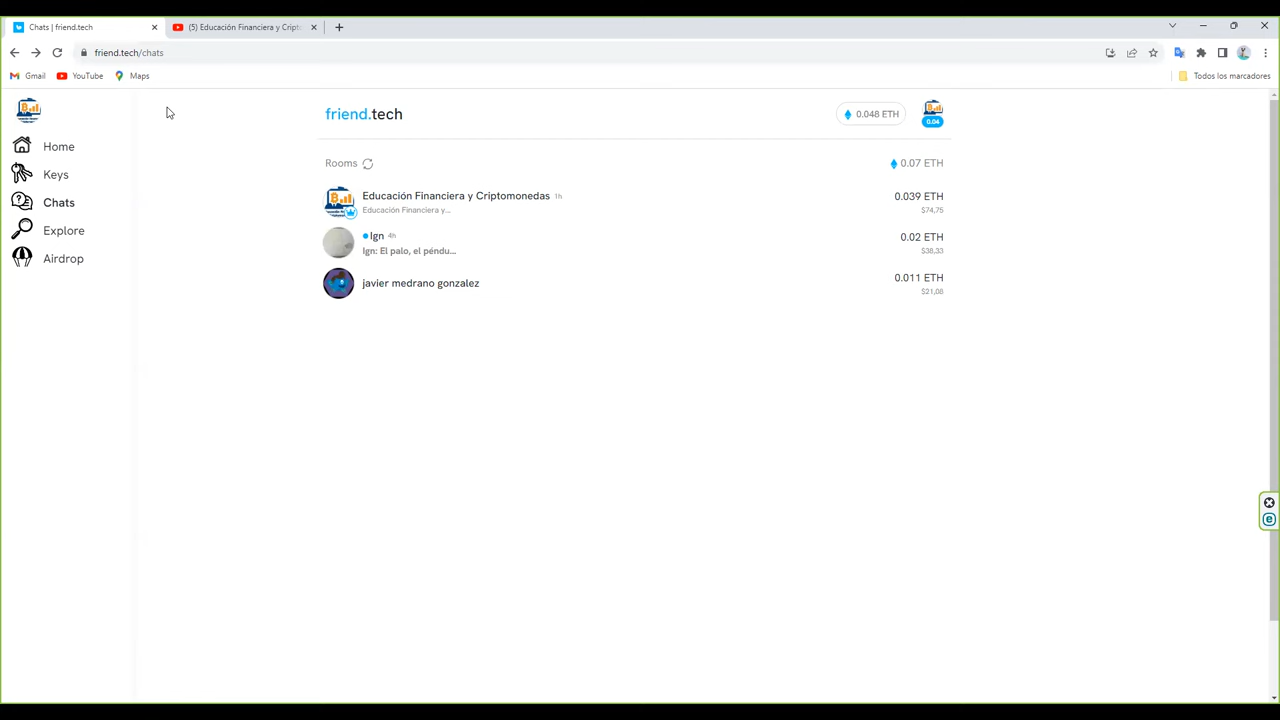 Chats | friend.tech
(5) Educación Financiera y Cripto
friend.tech/chats
Gmail
YouTube
Maps
Todos los marcadores
Home
Keys
Chats
Explore
Airdrop
friend.tech
0.048 ETH
0.04
Rooms
0.07 ETH
Educación Financiera y Criptomonedas 1h
0.039 ETH
Educación Financiera y...
$74,75
Ign 4h
0.02 ETH
Ign: El palo, el péndu...
$38,33
javier medrano gonzalez
0.011 ETH
$21,08